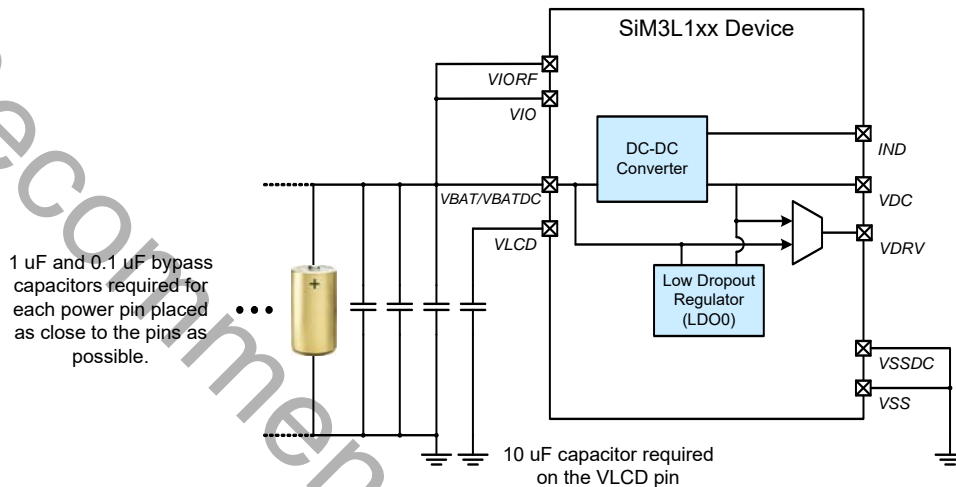 SiM3L1xx Device
VIORF
VIO
DC-DC
Converter
IND
VBAT/VBATDC
VDC
VLCD
VDRV
1 uF and 0.1 uF bypass
capacitors required for
each power pin placed
as close to the pins as
possible.
+
Low Dropout
Regulator
(LDO0)
VSSDC
VSS
10 uF capacitor required
on the VLCD pin
ecommen